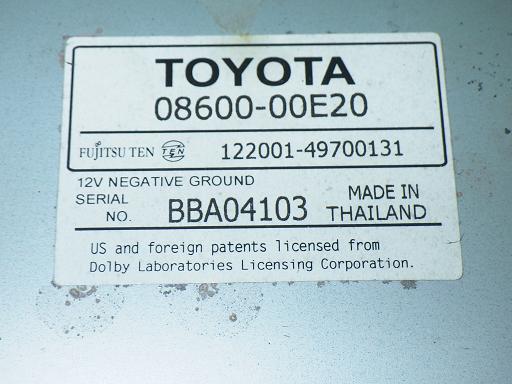 TOYOTA
08600-00E20
FUJITSU TEN TEN 122001-49700131
12V NEGATIVE GROUND
SERIAL NO. BBA04103 MADE IN THAILAND
US and foreign patents licensed from
Dolby Laboratories Licensing Corporation.